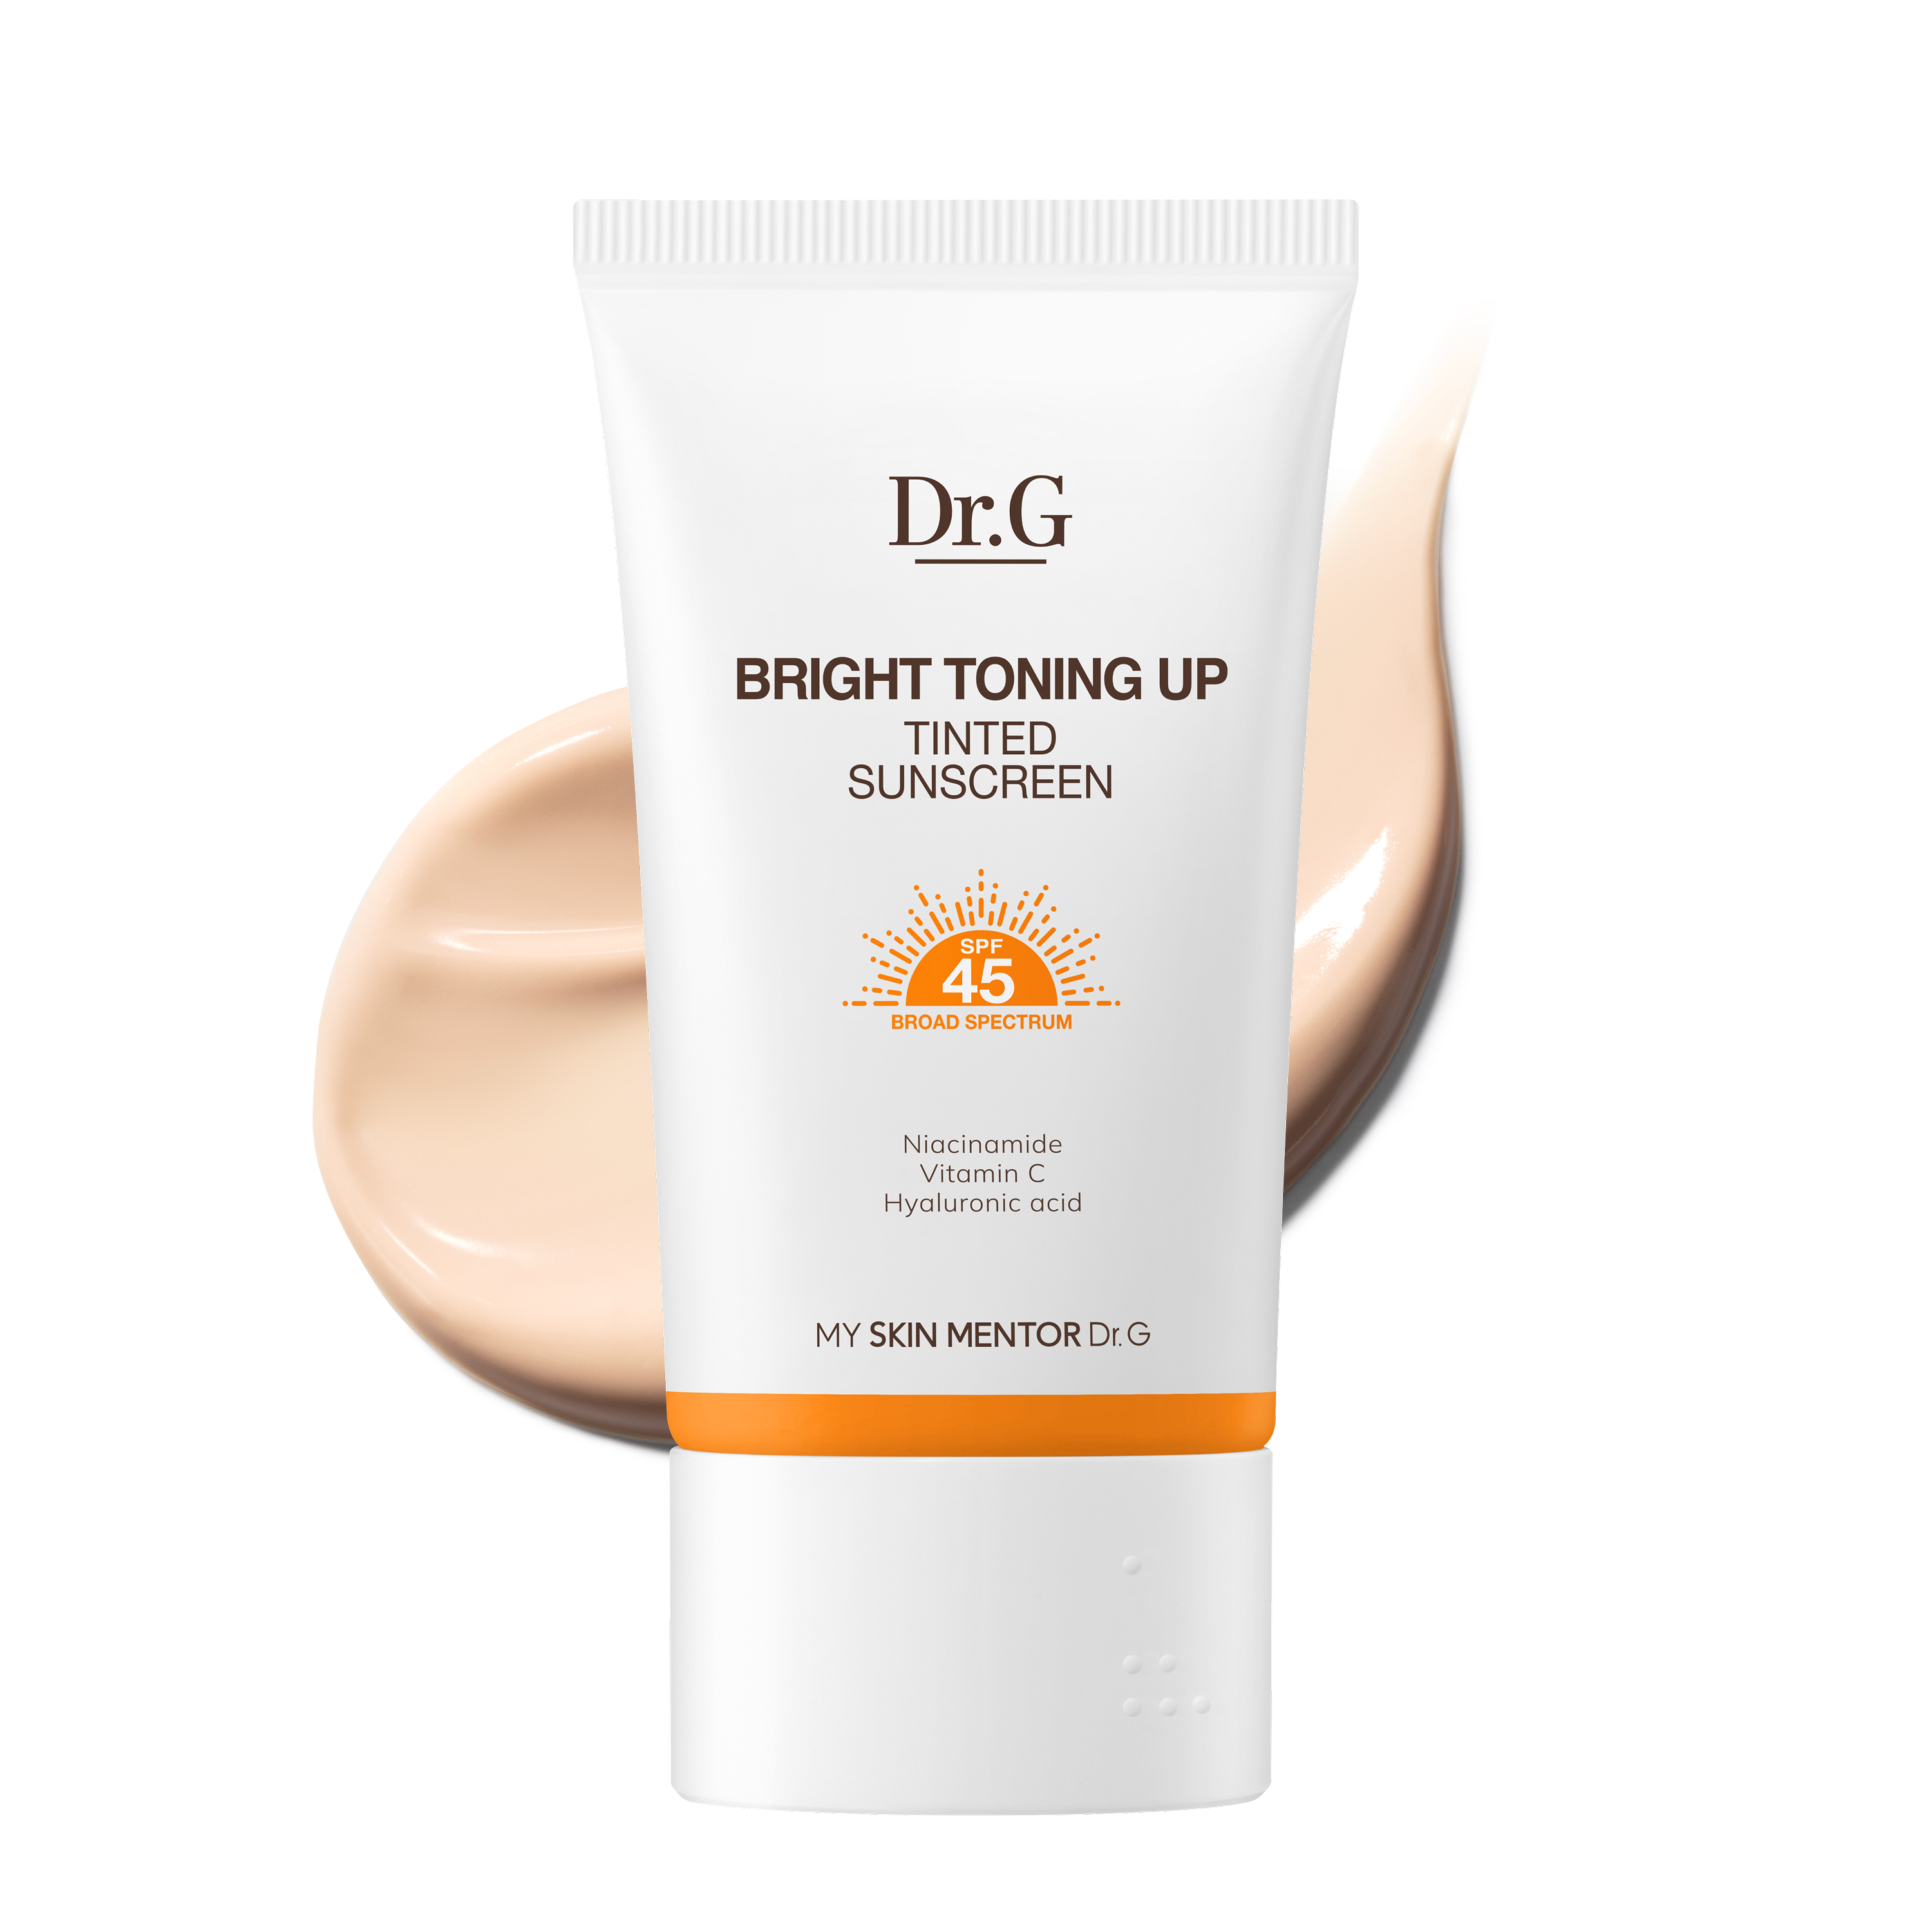 Dr.G
BRIGHT TONING UP
TINTED
SUNSCREEN
SPF
45
BROAD SPECTRUM
Niacinamide
Vitamin C
Hyaluronic acid
MY SKIN MENTOR Dr.G